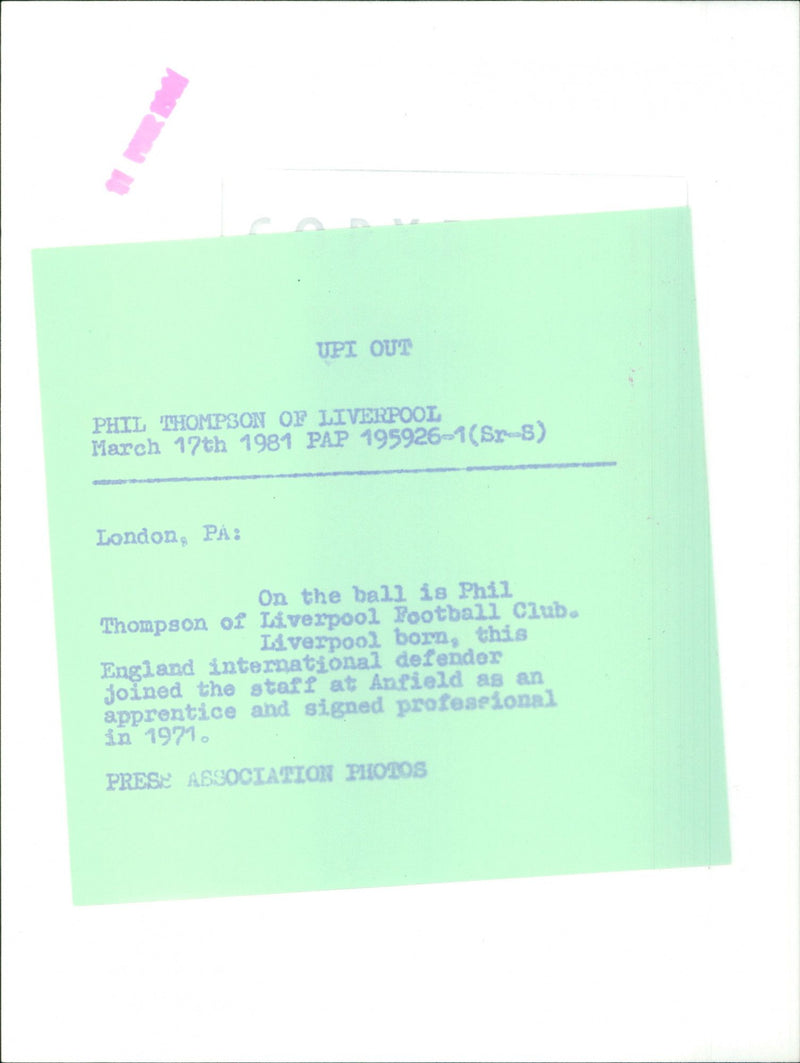 UPI OUT
PHIL THOMPSON OF LIVERPOOL
March 17th 1981 PAP 195926-1(Sr-S)
London, PA:
On the ball is Phil
Thompson of Liverpool Football Club.
Liverpool born, this
England international defender
joined the staff at Anfield as an
apprentice and signed professional
in 1971.
PRESS ASSOCIATION PHOTOS